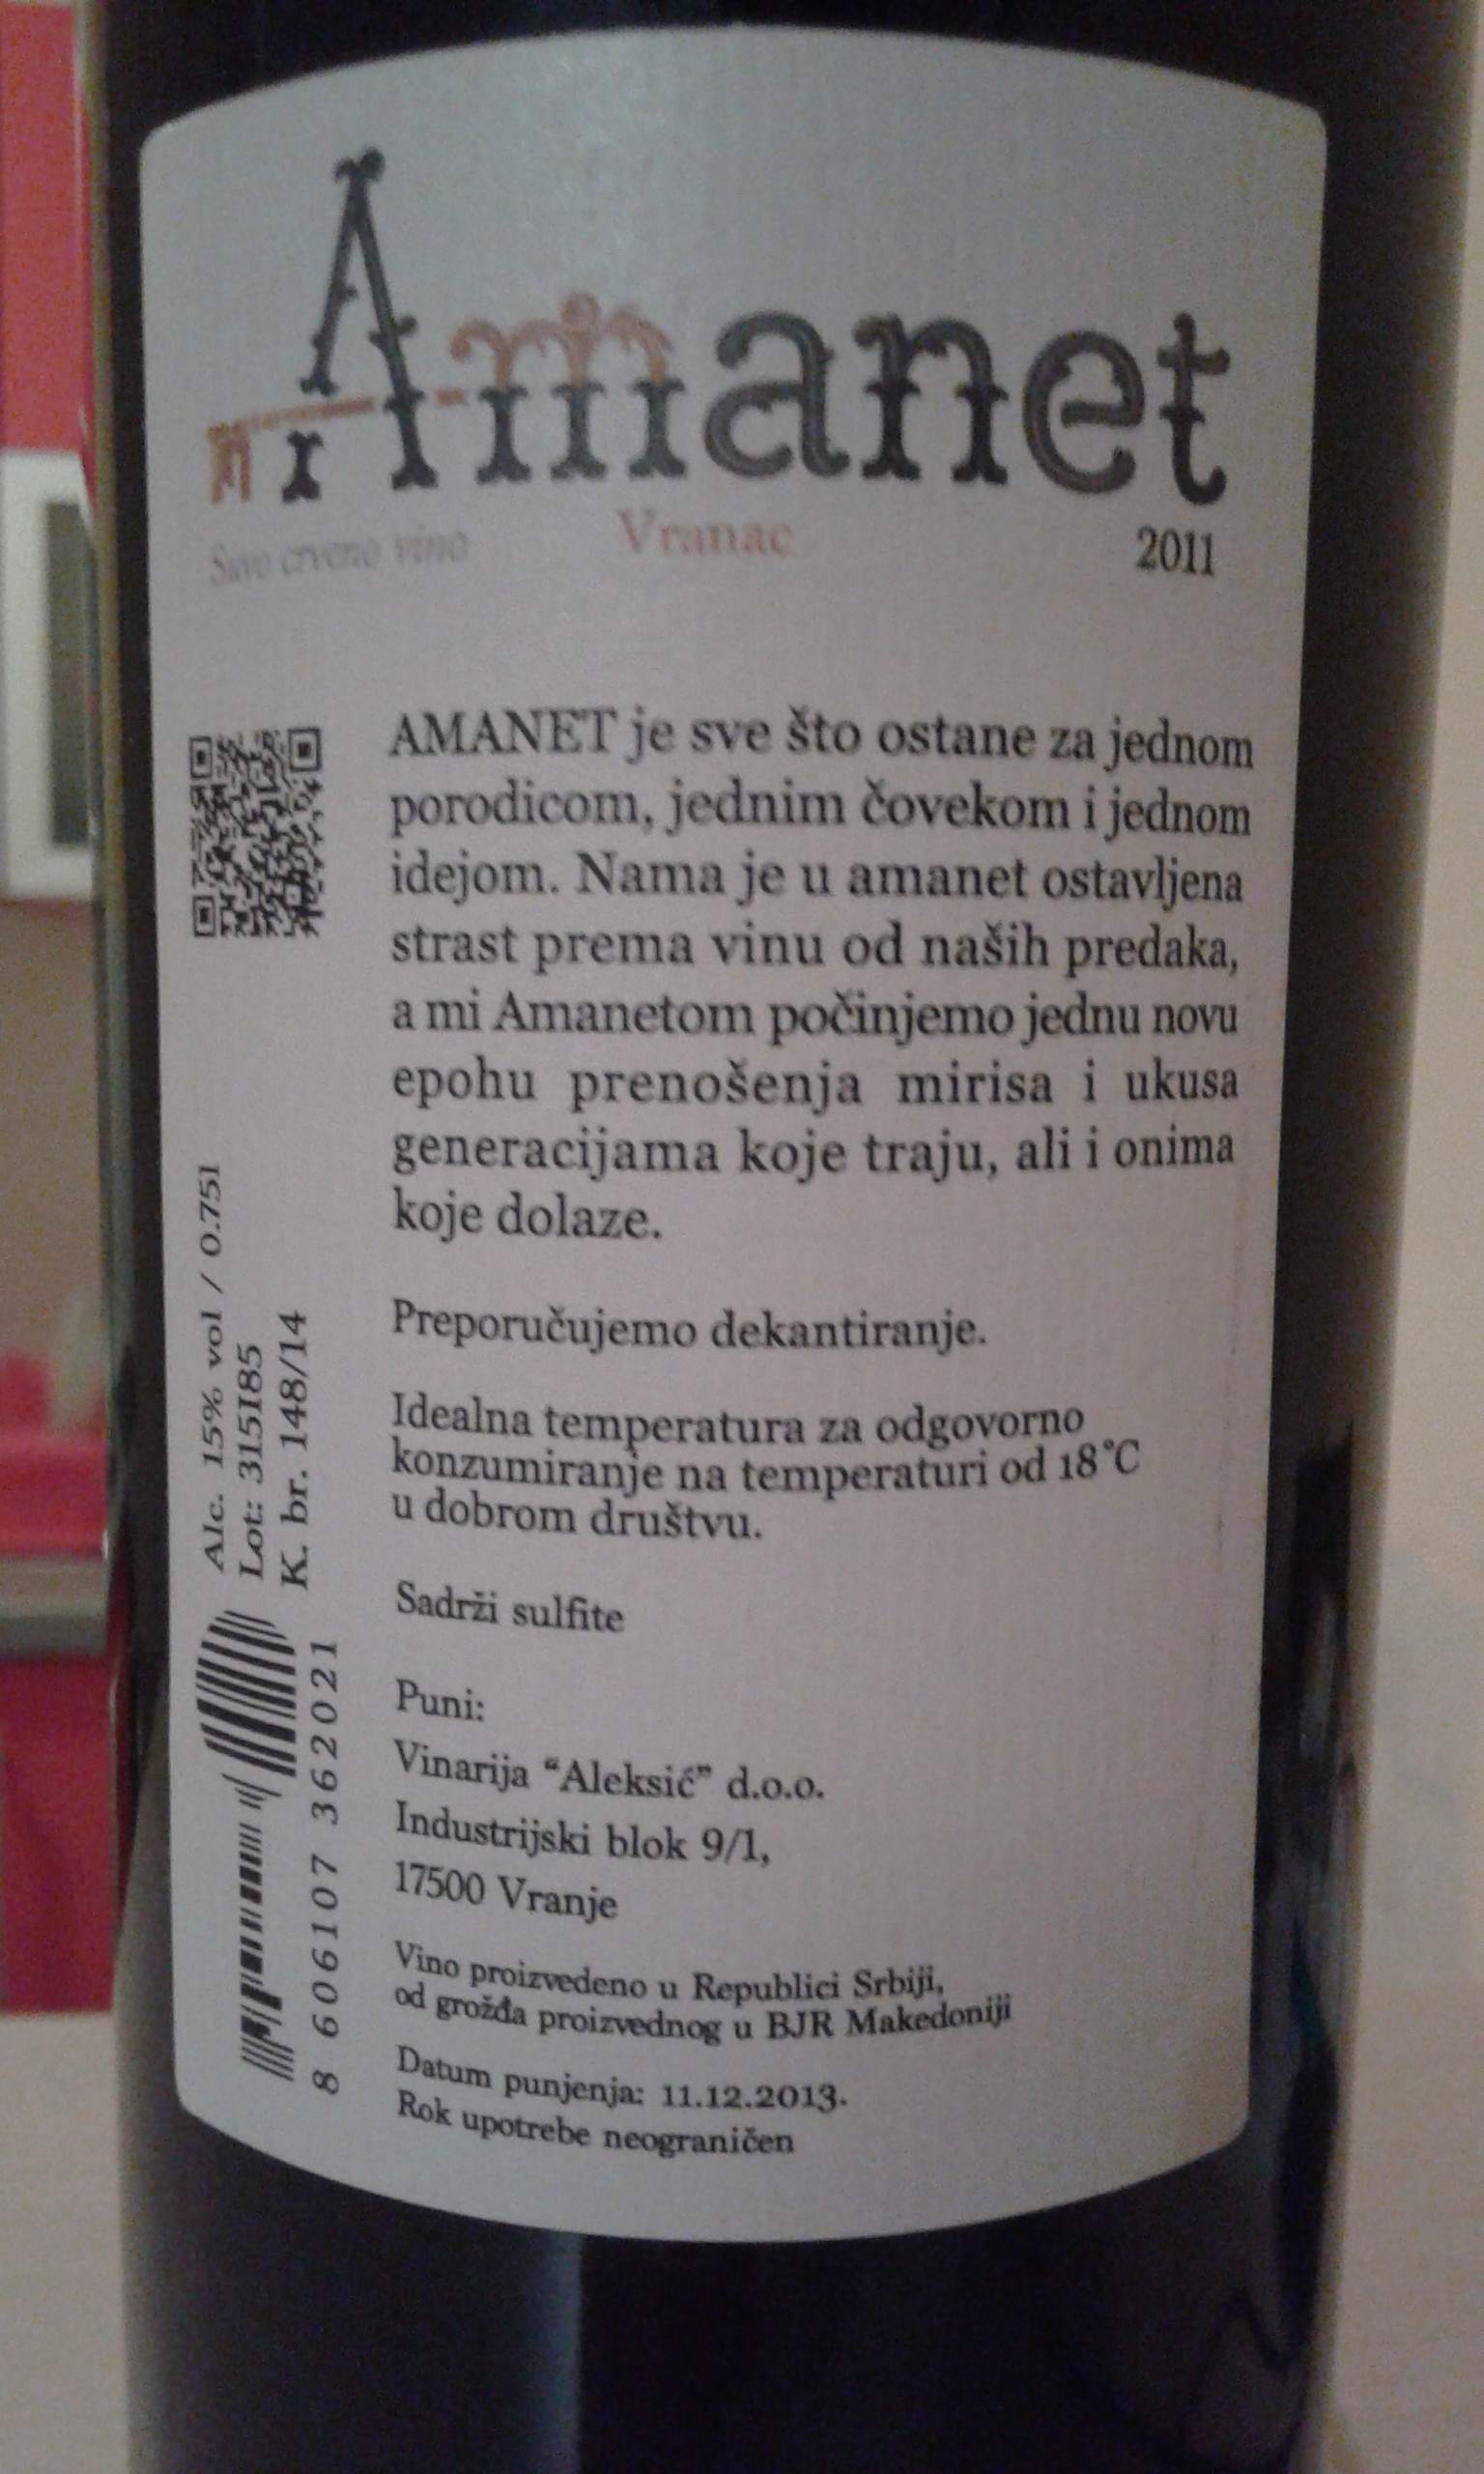 Amanet
Suvo crveno vino
Vranac
2011
AMANET je sve što ostane za jednom
porodicom, jednim čovekom i jednom
idejom. Nama je u amanet ostavljena
strast prema vinu od naših predaka,
a mi Amanetom počinjemo jednu novu
epohu prenošenja mirisa i ukusa
generacijama koje traju, ali i onima
koje dolaze.
Preporučujemo dekantiranje.
Idealna temperatura za odgovorno
konzumiranje na temperaturi od 18°C
u dobrom društvu.
Sadrži sulfite
Puni:
Vinarija “Aleksić” d.o.o.
Industrijski blok 9/1,
17500 Vranje
Vino proizvedeno u Republici Srbiji,
od grožđa proizvednog u BJR Makedoniji
Datum punjenja: 11.12.2013.
Rok upotrebe neograničen
Alc. 15% vol / 0.75l
Lot: 315185
K. br. 148/14
8 606107 362021